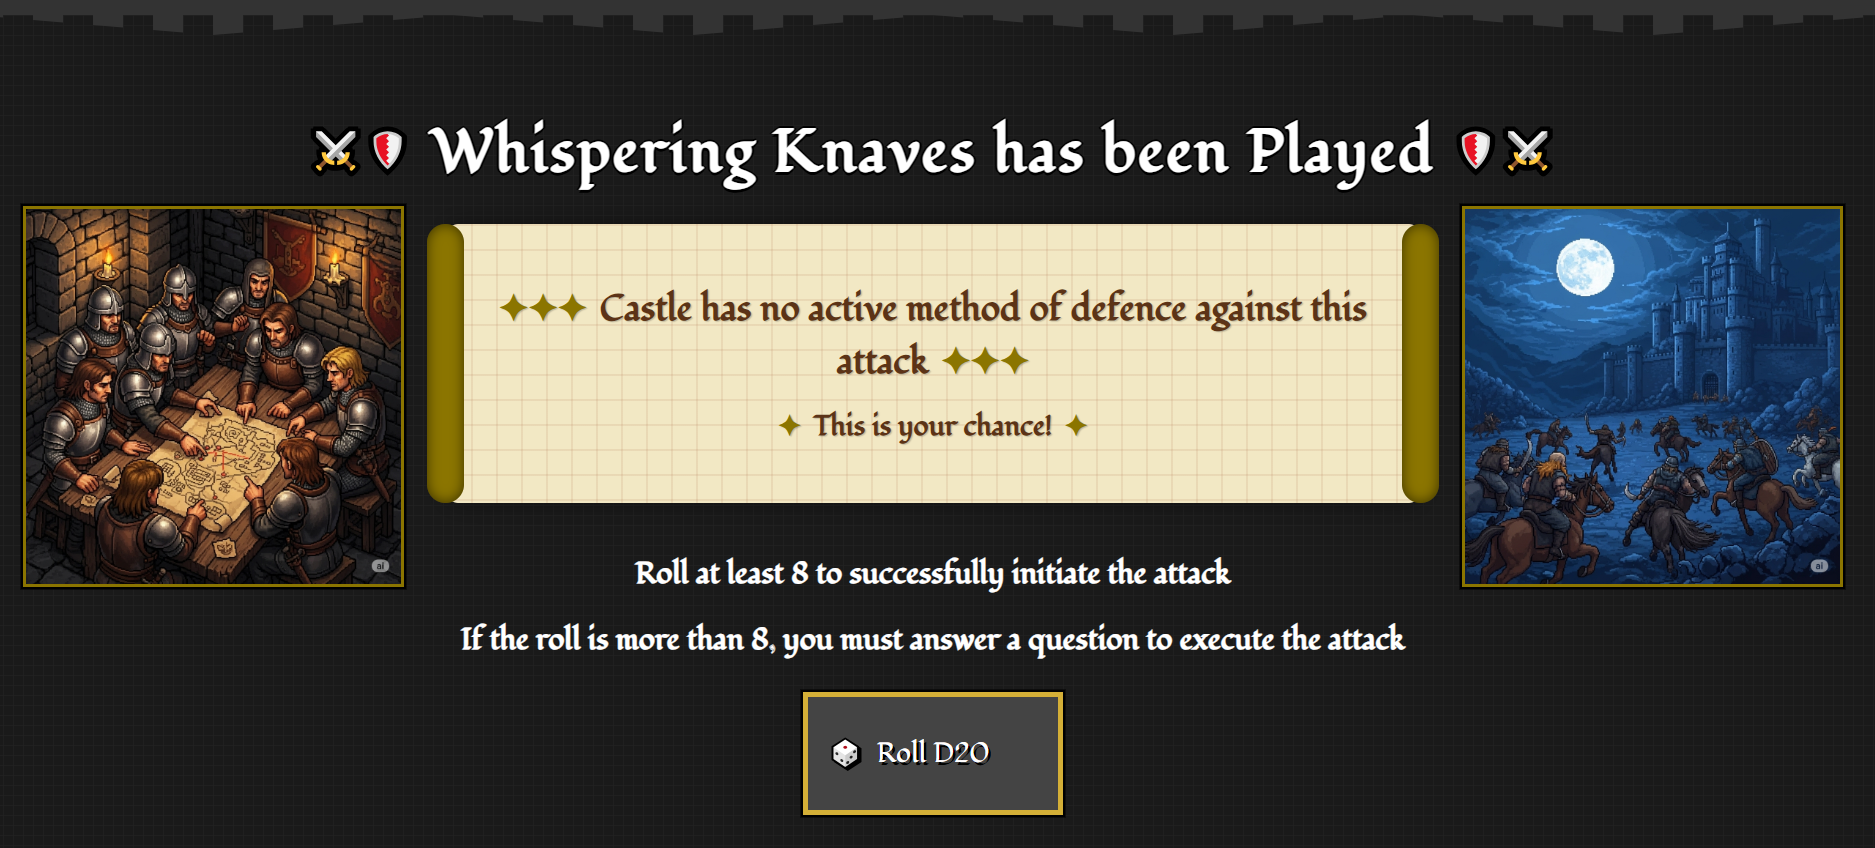 Whispering Knaves has been Played
Castle has no active method of defence against this
attack
This is your chance!
ai
ai
Roll at least 8 to successfully initiate the attack
If the roll is more than 8, you must answer a question to execute the attack
Roll D20